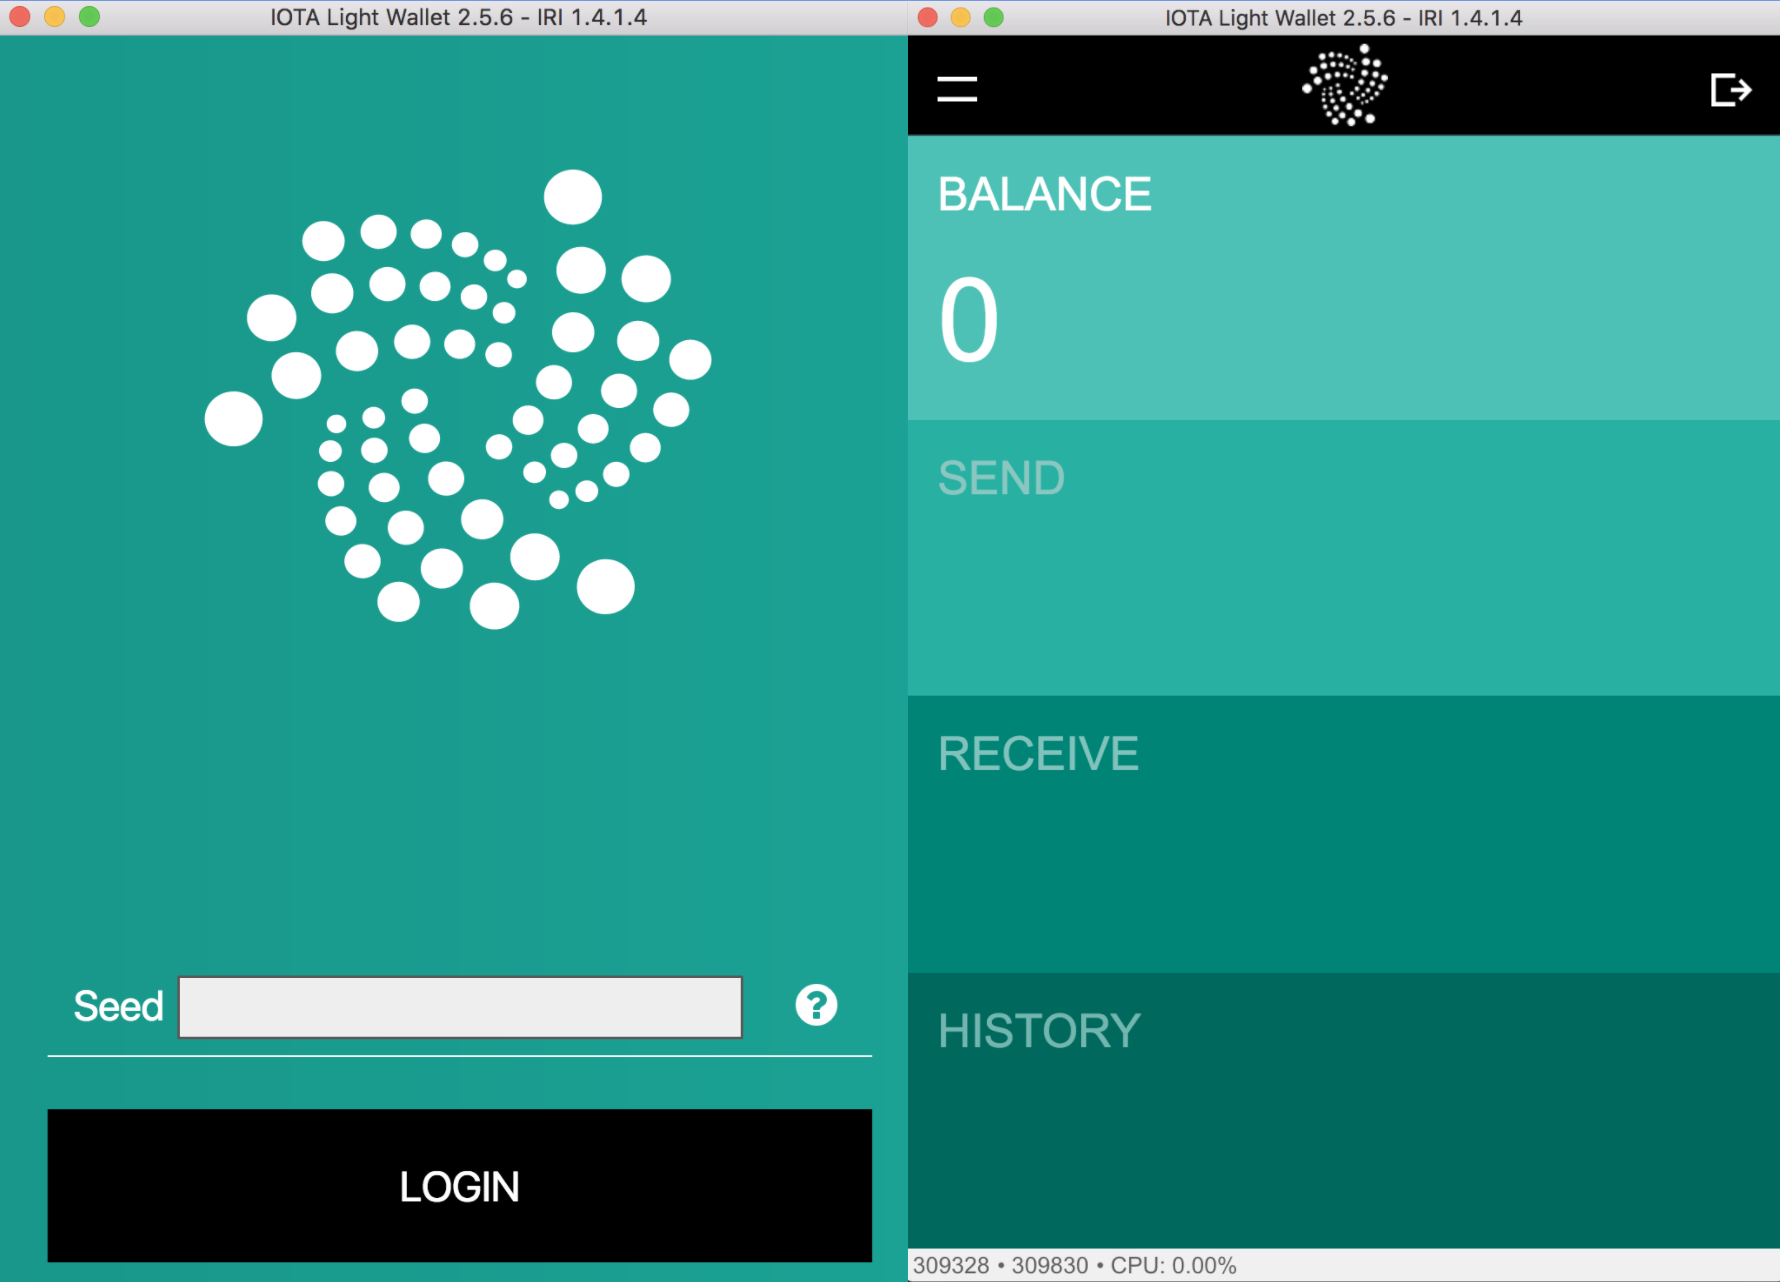 IOTA Light Wallet 2.5.6 - IRI 1.4.1.4
Seed
?
LOGIN
IOTA Light Wallet 2.5.6 - IRI 1.4.1.4
BALANCE
0
SEND
RECEIVE
HISTORY
309328 • 309830 • CPU: 0.00%